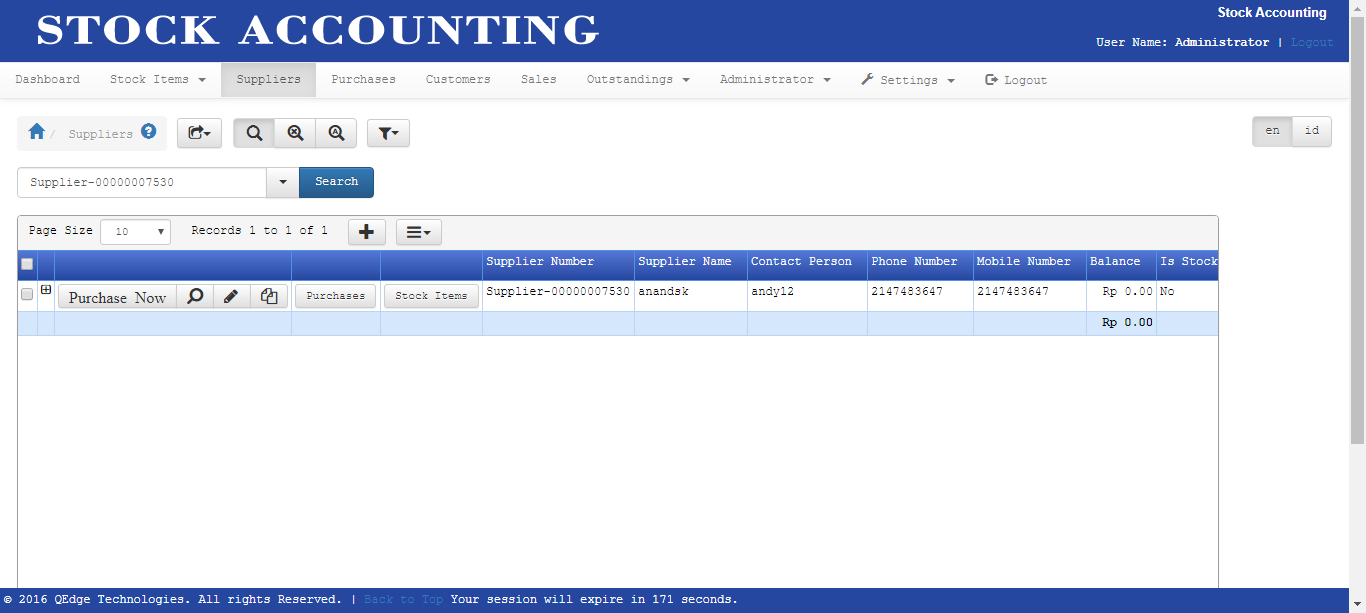 STOCK ACCOUNTING
Stock Accounting
User Name: Administrator | Logout
Dashboard Stock Items Suppliers Purchases Customers Sales Outstandings Administrator Settings Logout
/ Suppliers ? A en id
Supplier-00000007530 Search
Page Size 10 Records 1 to 1 of 1
Supplier Number Supplier Name Contact Person Phone Number Mobile Number Balance Is Stock
Purchase Now Purchases Stock Items Supplier-00000007530 anandsk andy12 2147483647 2147483647 Rp 0.00 No
Rp 0.00
© 2016 QEdge Technologies. All rights Reserved. | Back to Top Your session will expire in 171 seconds.